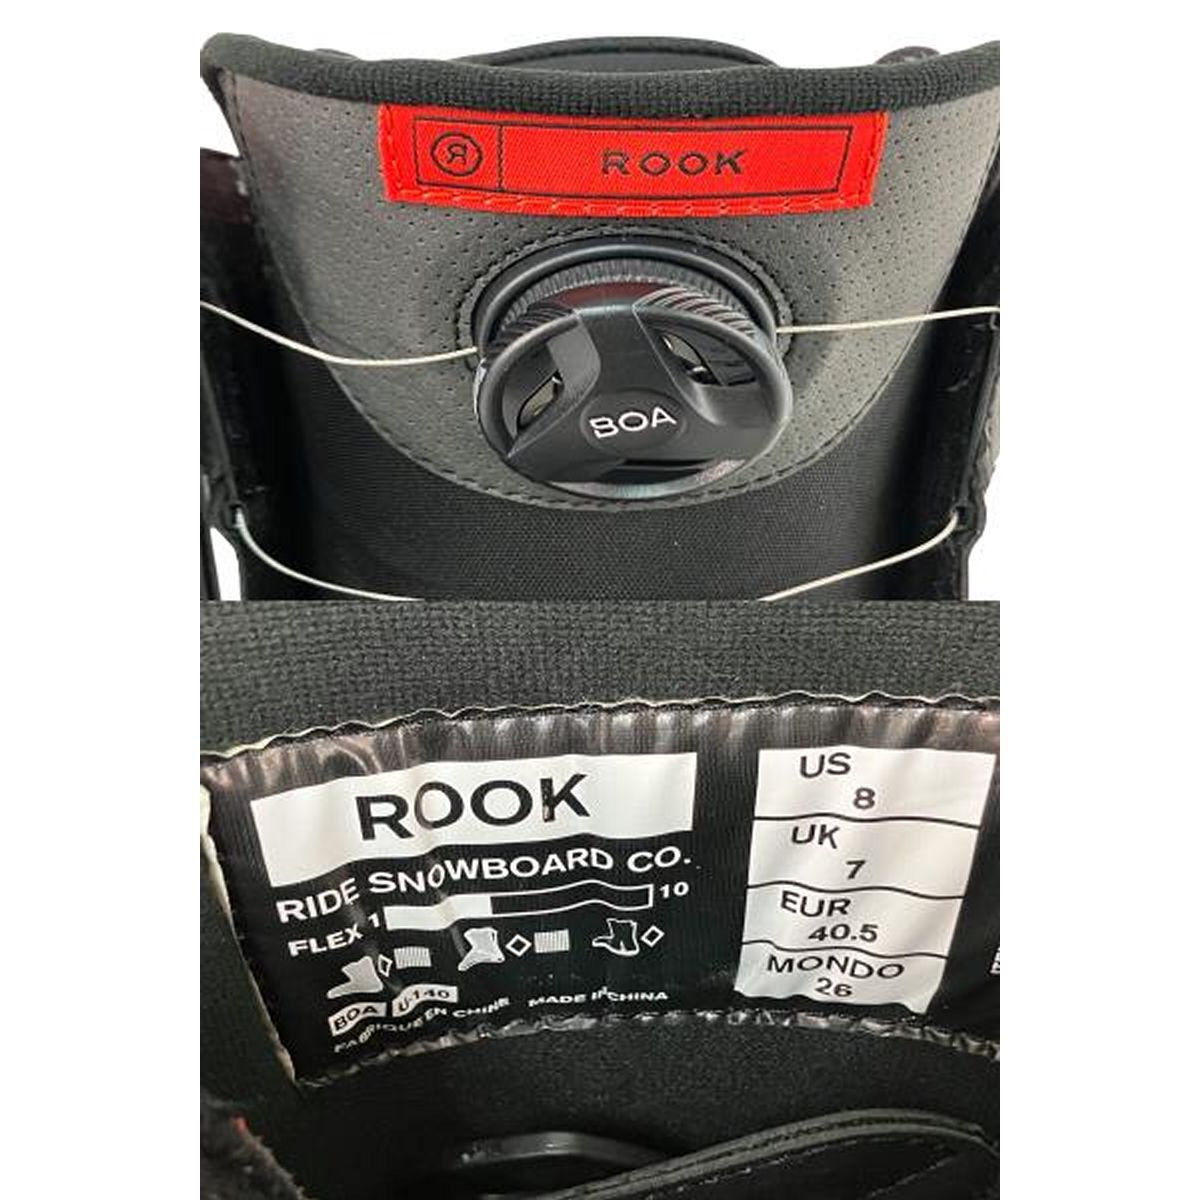 R ROOK
BOA
ROOK
RIDE SNOWBOARD CO.
FLEX 1 10
BOA U-140
FABRIQUE EN CHINE MADE IN CHINA
US
8
UK
7
EUR
40.5
MONDO
26